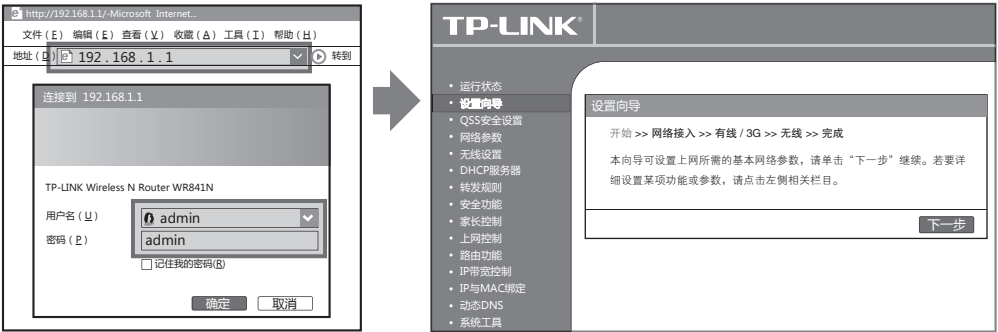 http://192.168.1.1/-Microsoft Internet...
文件(F) 编辑(E) 查看(V) 收藏(A) 工具(I) 帮助(H)
地址(D) 192.168.1.1 转到
连接到 192.168.1.1
TP-LINK Wireless N Router WR841N
用户名(U) admin
密码(P) admin
记住我的密码(R)
确定 取消
TP-LINK®
• 运行状态
• 设置向导
• QSS安全设置
• 网络参数
• 无线设置
• DHCP服务器
• 转发规则
• 安全功能
• 家长控制
• 上网控制
• 路由功能
• IP带宽控制
• IP与MAC绑定
• 动态DNS
• 系统工具
设置向导
开始 >> 网络接入 >> 有线 / 3G >> 无线 >> 完成
本向导可设置上网所需的基本网络参数，请单击“下一步”继续。若要详
细设置某项功能或参数，请点击左侧相关栏目。
下一步